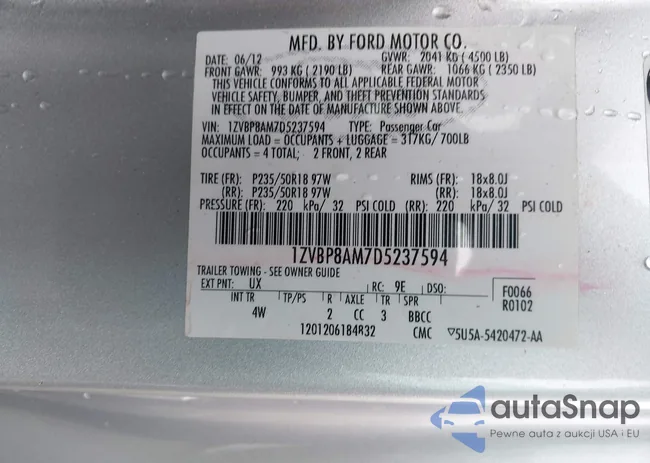 MFD. BY FORD MOTOR CO.
DATE: 06/12 GVWR: 2041 KG ( 4500 LB)
FRONT GAWR: 993 KG ( 2190 LB) REAR GAWR: 1066 KG ( 2350 LB)
THIS VEHICLE CONFORMS TO ALL APPLICABLE FEDERAL MOTOR
VEHICLE SAFETY, BUMPER, AND THEFT PREVENTION STANDARDS
IN EFFECT ON THE DATE OF MANUFACTURE SHOWN ABOVE.
VIN: 1ZVBP8AM7D5237594 TYPE: Passenger Car
MAXIMUM LOAD = OCCUPANTS + LUGGAGE = 317KG/ 700LB
OCCUPANTS = 4 TOTAL; 2 FRONT, 2 REAR
TIRE (FR): P235/50R18 97W RIMS (FR): 18x8.0J
(RR): P235/50R18 97W (RR): 18x8.0J
PRESSURE (FR): 220 kPa/ 32 PSI COLD (RR): 220 kPa/ 32 PSI COLD
1ZVBP8AM7D5237594
TRAILER TOWING - SEE OWNER GUIDE
EXT PNT: UX RC: 9E DSO: F0066
R0102
INT TR TP/PS R AXLE TR SPR
4W 2 CC 3 BBCC
1201206184832 CMC ▽5U5A-5420472-AA
autaSnap
Pewne auta z aukcji USA i EU